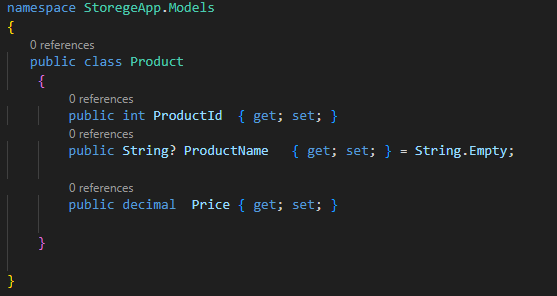 namespace StoregeApp.Models
{
0 references
public class Product
{
0 references
public int ProductId  { get; set; }
0 references
public String? ProductName   { get; set; } = String.Empty;
0 references
public decimal  Price { get; set; }
}
}